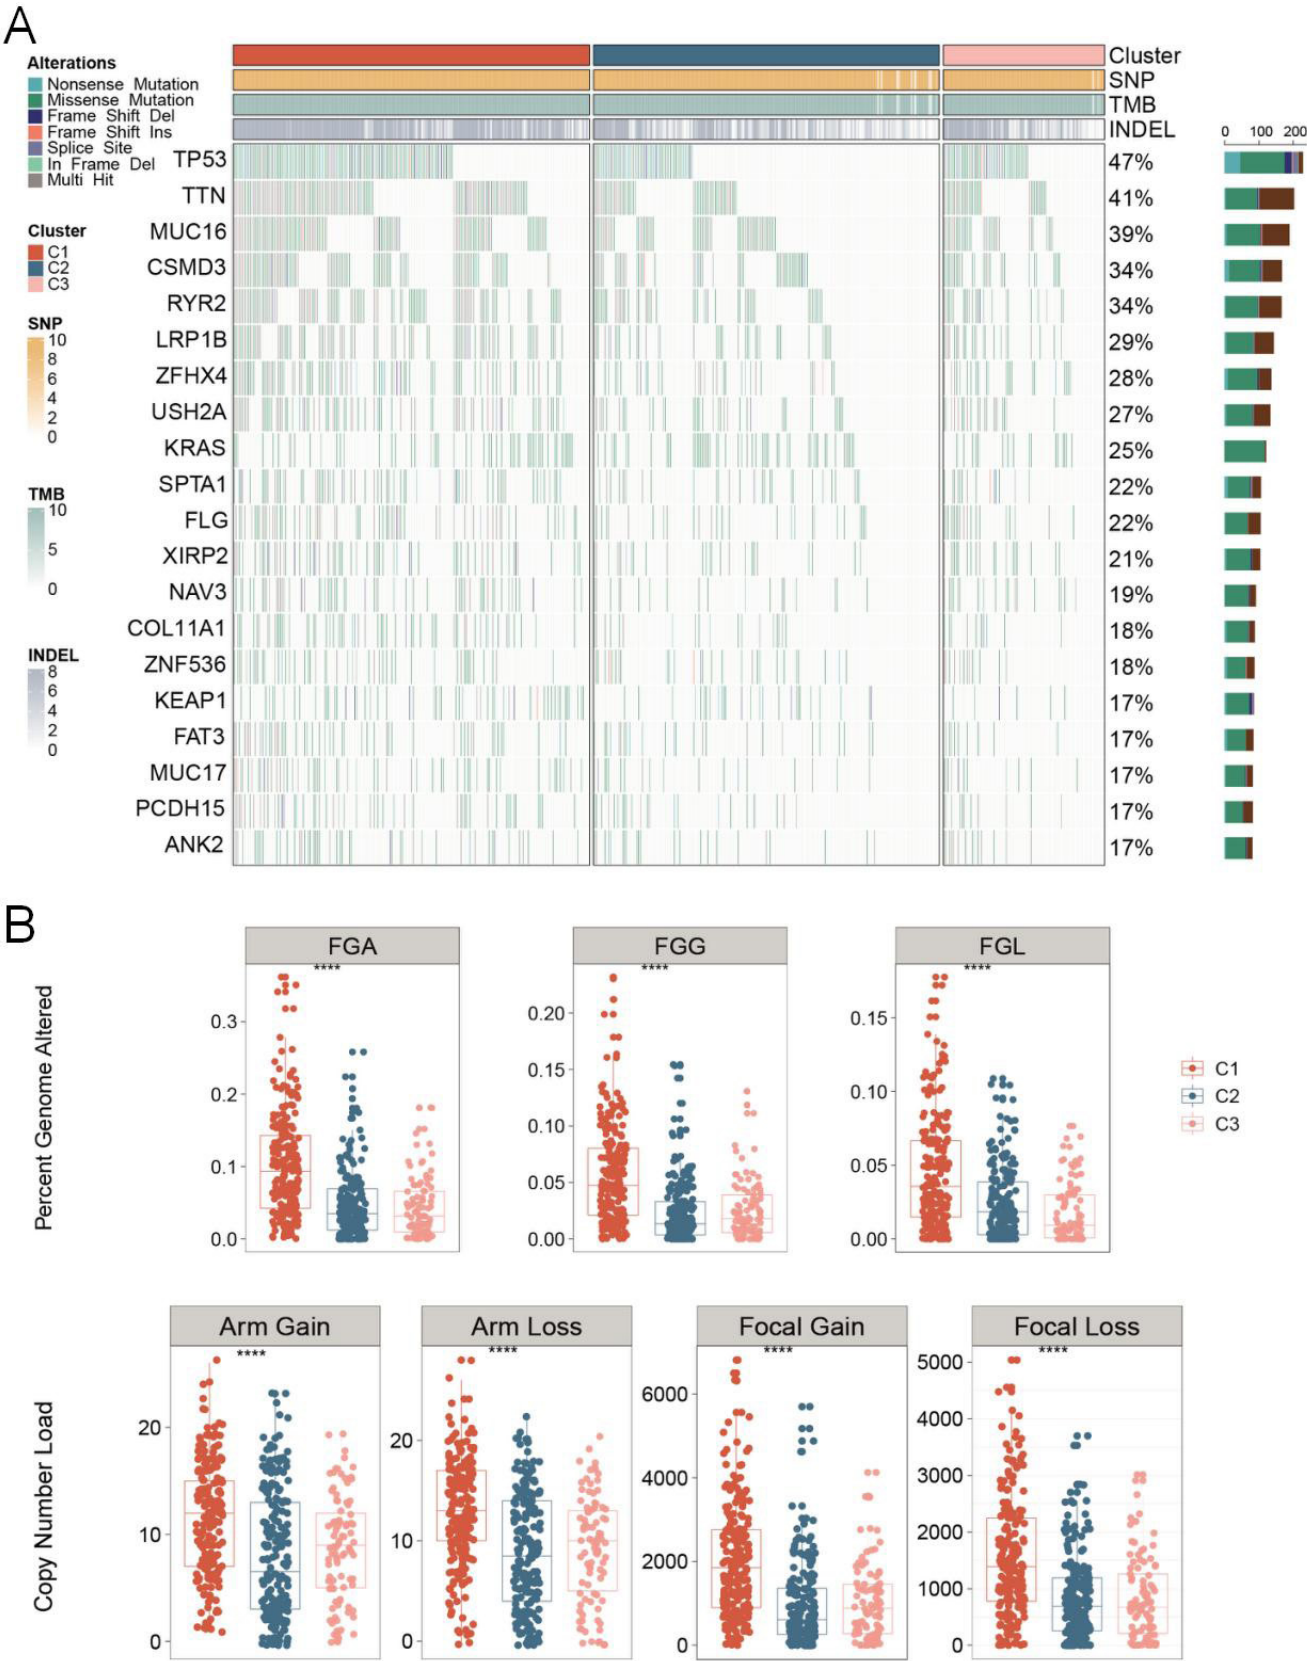 A
Alterations
Nonsense Mutation
Missense Mutation
Frame Shift Del
Frame Shift Ins
Splice Site
In Frame Del
Multi Hit
Cluster
C1
C2
C3
SNP
10
8
6
4
2
0
TMB
10
5
0
INDEL
8
6
4
2
0
Cluster
SNP
TMB
INDEL
0 100 200
TP53 47%
TTN 41%
MUC16 39%
CSMD3 34%
RYR2 34%
LRP1B 29%
ZFHX4 28%
USH2A 27%
KRAS 25%
SPTA1 22%
FLG 22%
XIRP2 21%
NAV3 19%
COL11A1 18%
ZNF536 18%
KEAP1 17%
FAT3 17%
MUC17 17%
PCDH15 17%
ANK2 17%
B
Percent Genome Altered
FGA
****
0.3
0.2
0.1
0.0
FGG
****
0.20
0.15
0.10
0.05
0.00
FGL
****
0.15
0.10
0.05
0.00
C1
C2
C3
Copy Number Load
Arm Gain
****
20
10
0
Arm Loss
****
20
10
0
Focal Gain
****
6000
4000
2000
0
Focal Loss
****
5000
4000
3000
2000
1000
0